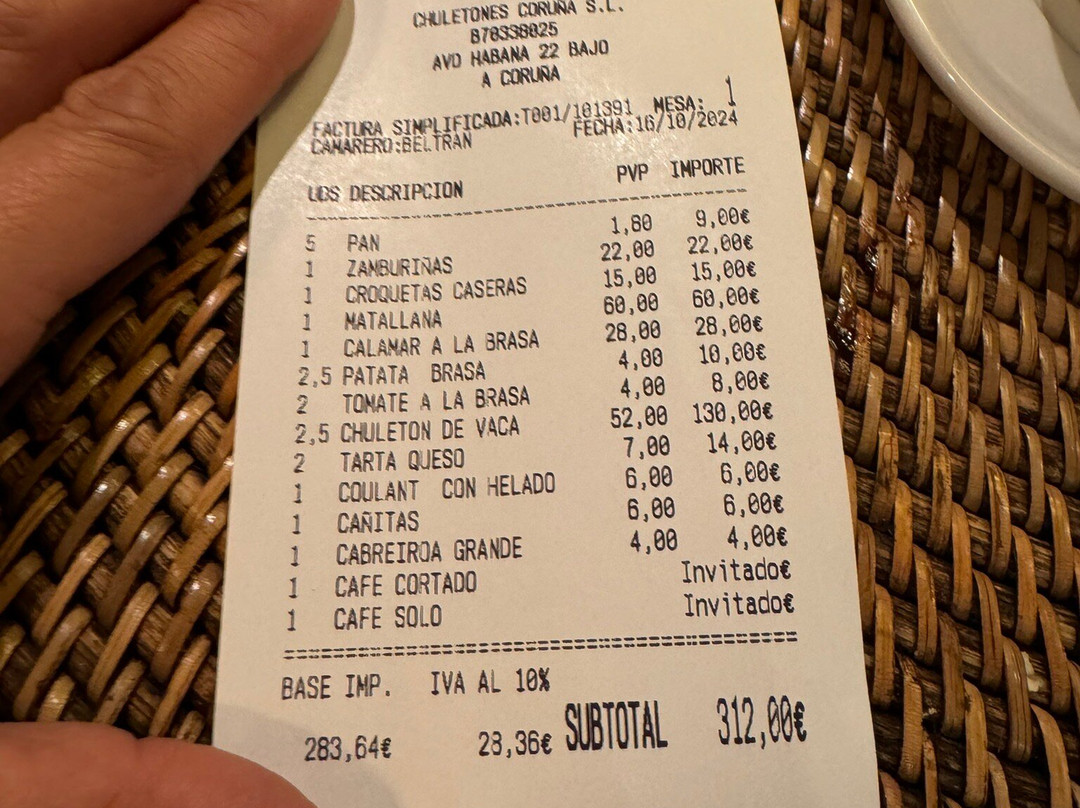 CHULETONES CORUÑA S.L.
B70338025
AVD HABANA 22 BAJO
A CORUÑA
FACTURA SIMPLIFICADA:T001/101391 MESA: 1
CAMARERO:BELTRAN FECHA:16/10/2024
UDS DESCRIPCION PVP IMPORTE
5 PAN 1,80 9,00€
1 ZAMBURIÑAS 22,00 22,00€
1 CROQUETAS CASERAS 15,00 15,00€
1 MATALLANA 60,00 60,00€
1 CALAMAR A LA BRASA 28,00 28,00€
2,5 PATATA BRASA 4,00 10,00€
2 TOMATE A LA BRASA 4,00 8,00€
2,5 CHULETON DE VACA 52,00 130,00€
2 TARTA QUESO 7,00 14,00€
1 COULANT CON HELADO 6,00 6,00€
1 CAÑITAS 6,00 6,00€
1 CABREIROA GRANDE 4,00 4,00€
1 CAFE CORTADO Invitado€
1 CAFE SOLO Invitado€
BASE IMP. IVA AL 10%
283,64€ 28,36€ SUBTOTAL 312,00€